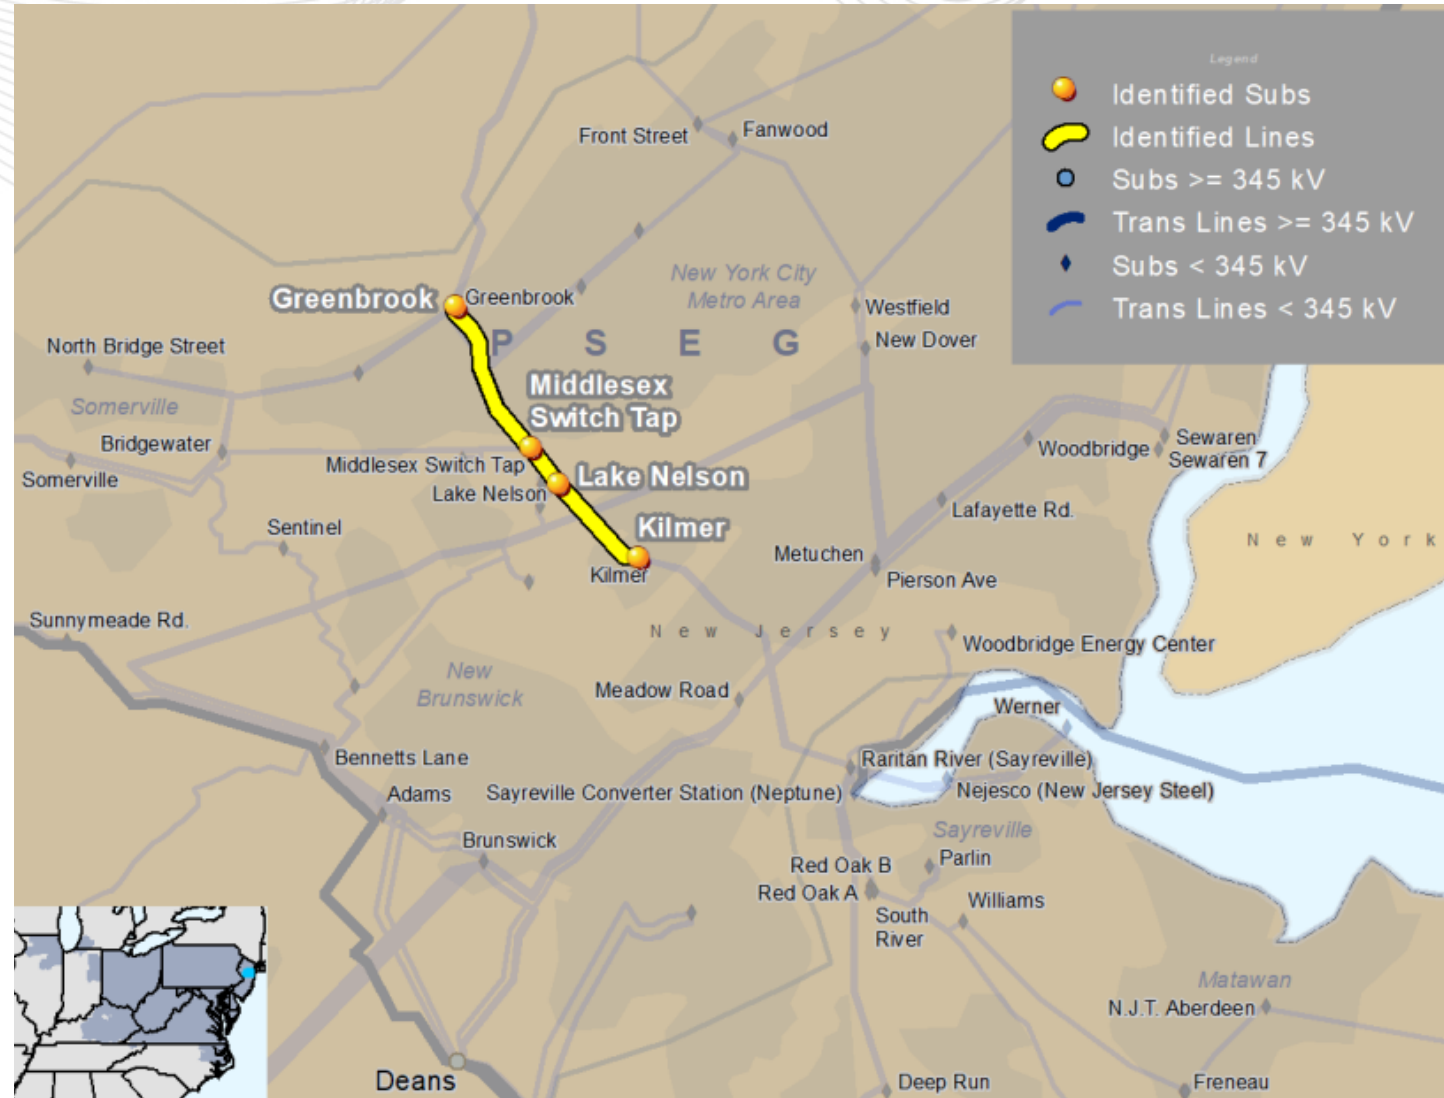 Legend
Identified Subs
Identified Lines
Subs >= 345 kV
Trans Lines >= 345 kV
Subs < 345 kV
Trans Lines < 345 kV
Front Street
Fanwood
New York City
Metro Area
Greenbrook
Greenbrook
Westfield
P S E G
New Dover
North Bridge Street
Middlesex
Switch Tap
Somerville
Bridgewater
Woodbridge
Sewaren
Sewaren 7
Middlesex Switch Tap
Somerville
Lake Nelson
Lake Nelson
Lafayette Rd.
Sentinel
Kilmer
New York
Metuchen
Kilmer
Pierson Ave
Sunnymeade Rd.
New Jersey
Woodbridge Energy Center
New
Brunswick
Meadow Road
Werner
Bennetts Lane
Raritan River (Sayreville)
Adams
Sayreville Converter Station (Neptune)
Nejesco (New Jersey Steel)
Brunswick
Sayreville
Red Oak B
Parlin
Red Oak A
Williams
South
River
Matawan
N.J.T. Aberdeen
Deans
Deep Run
Freneau